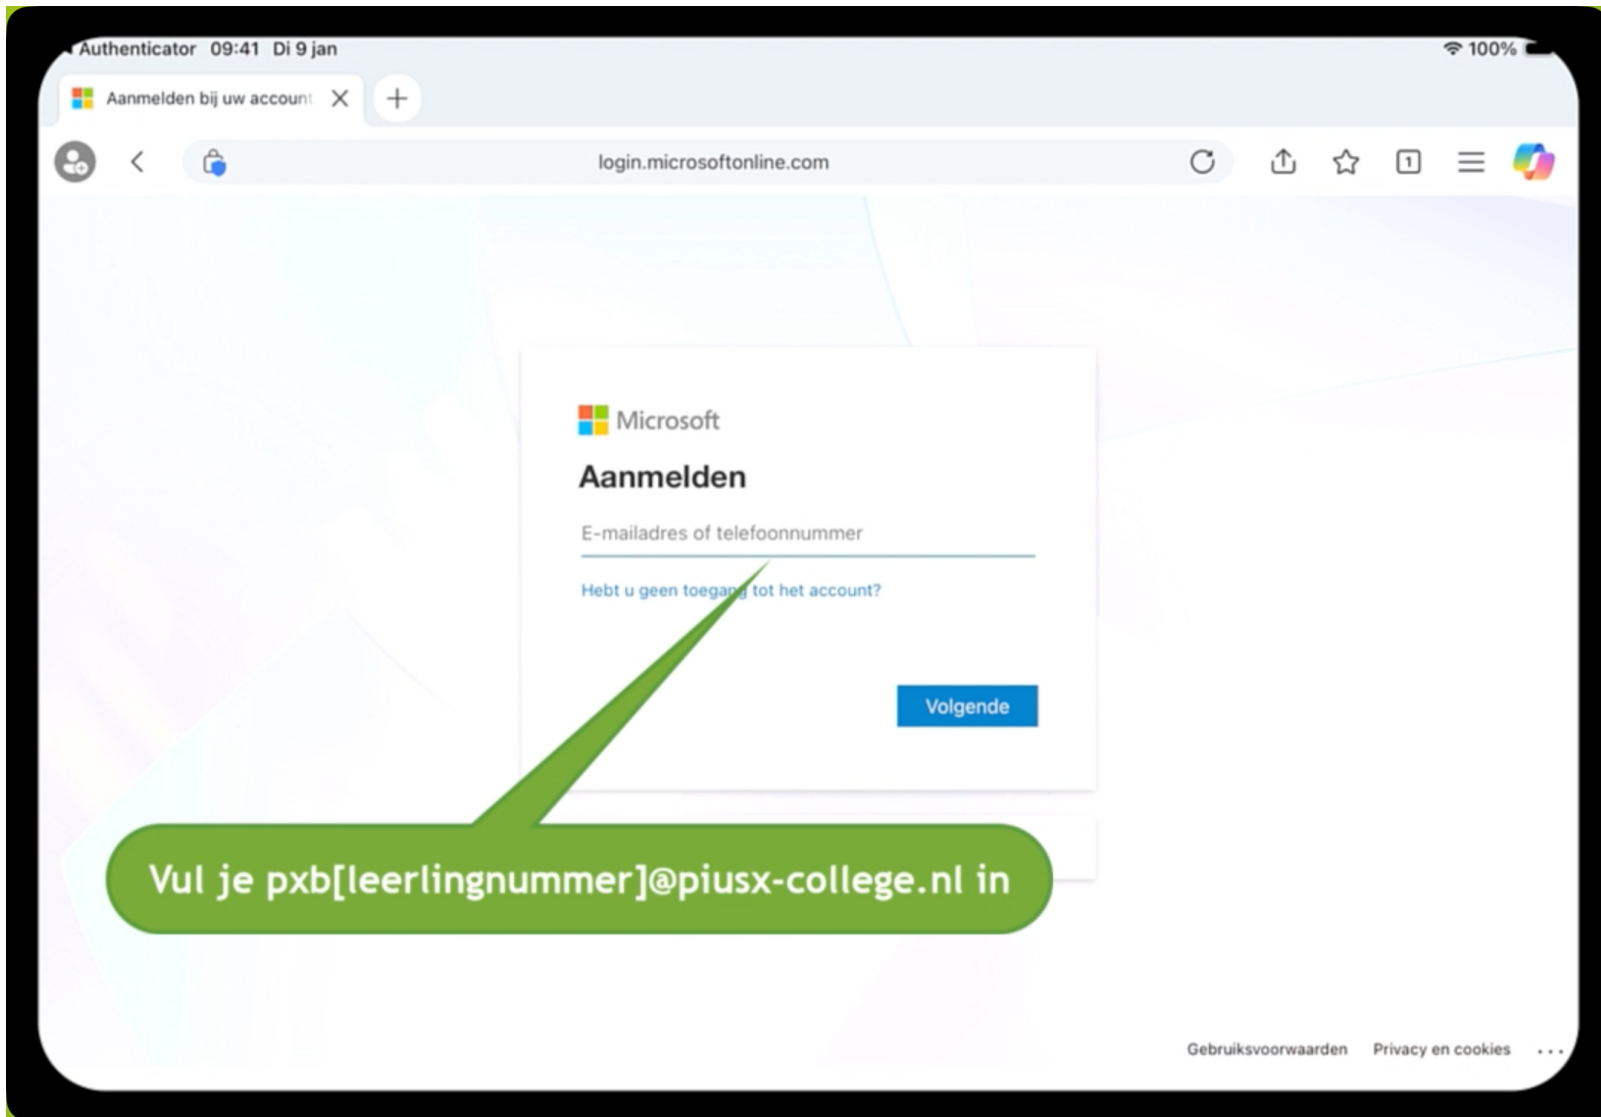 Authenticator 09:41 Di 9 jan 100%
Aanmelden bij uw account
login.microsoftonline.com 1
Microsoft
Aanmelden
E-mailadres of telefoonnummer
Hebt u geen toegang tot het account?
Volgende
Vul je pxb[leerlingnummer]@piusx-college.nl in
Gebruiksvoorwaarden Privacy en cookies ...